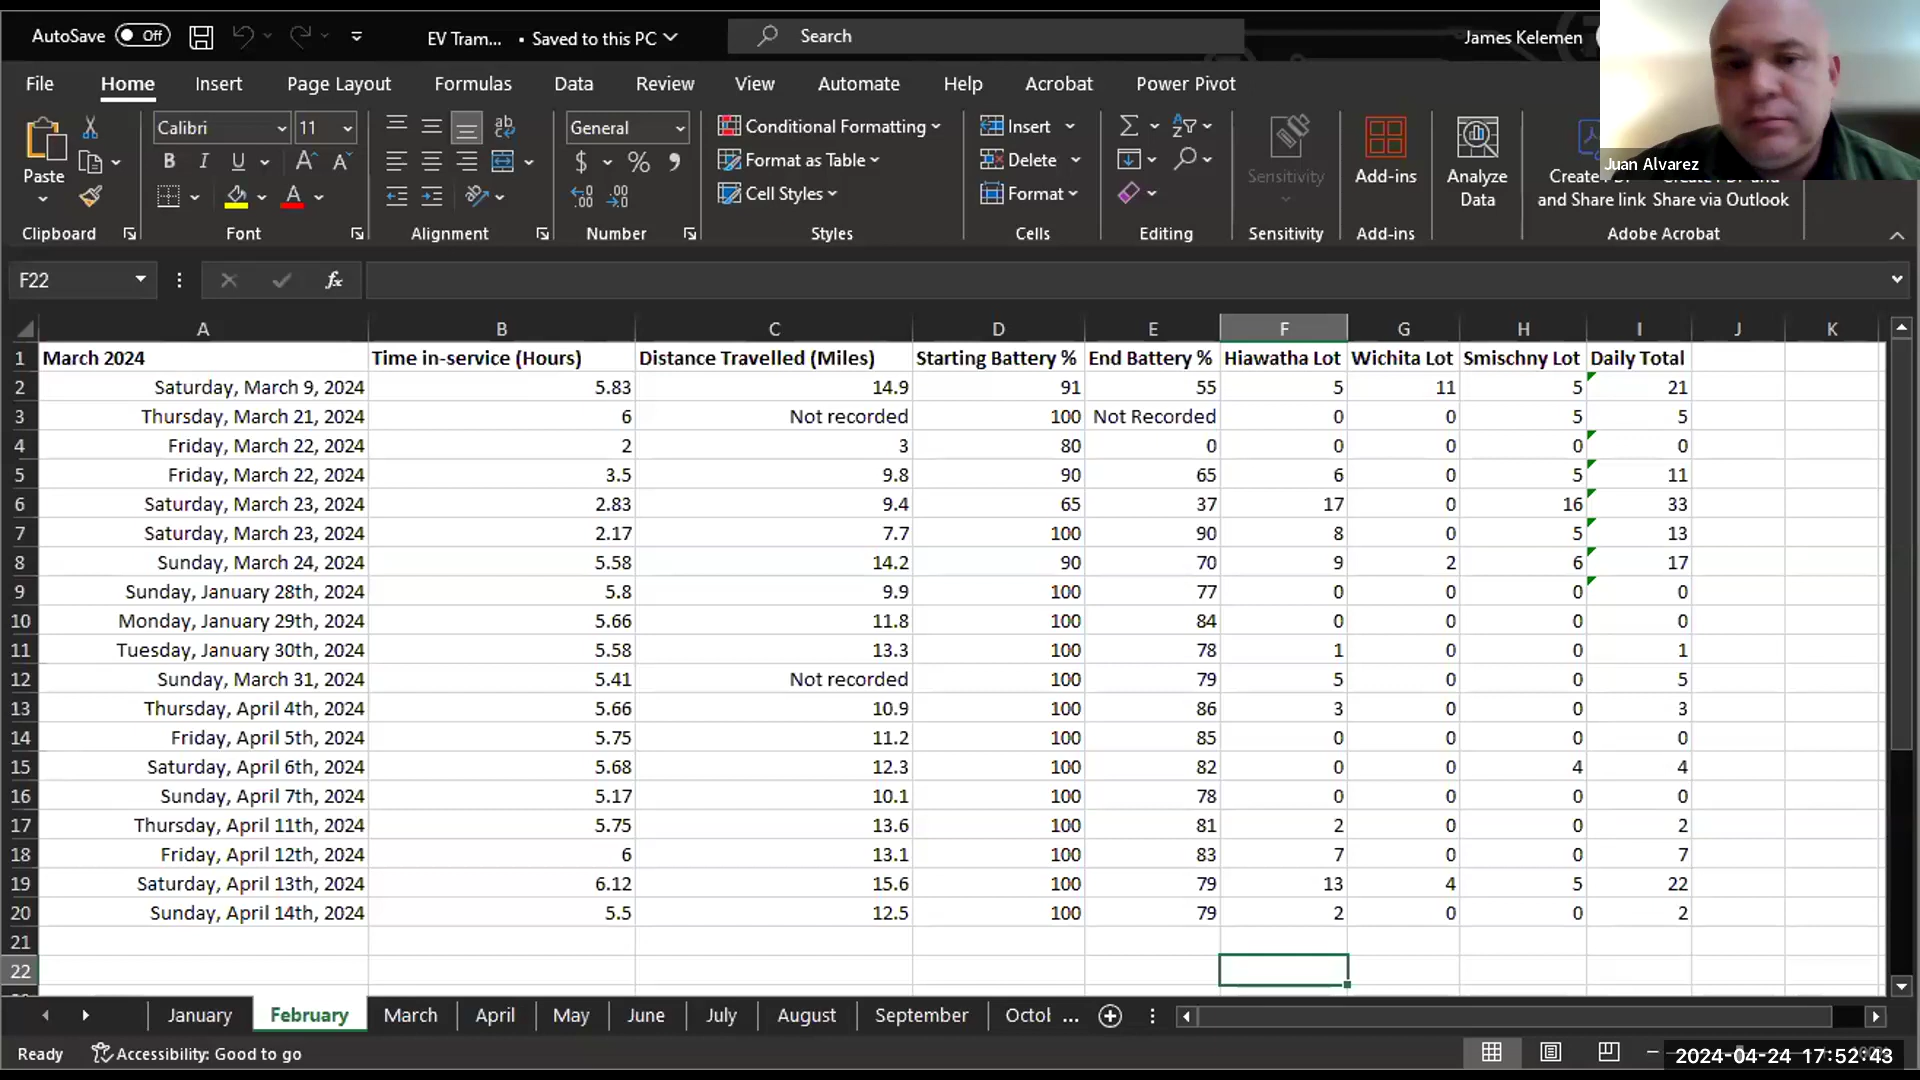 AutoSave Off EV Tram... • Saved to this PC Search James Kelemen
File Home Insert Page Layout Formulas Data Review View Automate Help Acrobat Power Pivot
Calibri 11 ab General Conditional Formatting Insert
B I U A A $ % Format as Table Delete
Paste Sensitivity Add-ins Analyze Data Create PDF and Share link Share via Outlook
A Cell Styles Format
Clipboard Font Alignment Number Styles Cells Editing Sensitivity Add-ins Adobe Acrobat
Juan Alvarez
F22 fx
A B C D E F G H I J K
1 March 2024 Time in-service (Hours) Distance Travelled (Miles) Starting Battery % End Battery % Hiawatha Lot Wichita Lot Smischny Lot Daily Total
2 Saturday, March 9, 2024 5.83 14.9 91 55 5 11 5 21
3 Thursday, March 21, 2024 6 Not recorded 100 Not Recorded 0 0 5 5
4 Friday, March 22, 2024 2 3 80 0 0 0 0 0
5 Friday, March 22, 2024 3.5 9.8 90 65 6 0 5 11
6 Saturday, March 23, 2024 2.83 9.4 65 37 17 0 16 33
7 Saturday, March 23, 2024 2.17 7.7 100 90 8 0 5 13
8 Sunday, March 24, 2024 5.58 14.2 90 70 9 2 6 17
9 Sunday, January 28th, 2024 5.8 9.9 100 77 0 0 0 0
10 Monday, January 29th, 2024 5.66 11.8 100 84 0 0 0 0
11 Tuesday, January 30th, 2024 5.58 13.3 100 78 1 0 0 1
12 Sunday, March 31, 2024 5.41 Not recorded 100 79 5 0 0 5
13 Thursday, April 4th, 2024 5.66 10.9 100 86 3 0 0 3
14 Friday, April 5th, 2024 5.75 11.2 100 85 0 0 0 0
15 Saturday, April 6th, 2024 5.68 12.3 100 82 0 0 4 4
16 Sunday, April 7th, 2024 5.17 10.1 100 78 0 0 0 0
17 Thursday, April 11th, 2024 5.75 13.6 100 81 2 0 0 2
18 Friday, April 12th, 2024 6 13.1 100 83 7 0 0 7
19 Saturday, April 13th, 2024 6.12 15.6 100 79 13 4 5 22
20 Sunday, April 14th, 2024 5.5 12.5 100 79 2 0 0 2
21
22
January February March April May June July August September Octol ...
Ready Accessibility: Good to go 2024-04-24 17:52:43